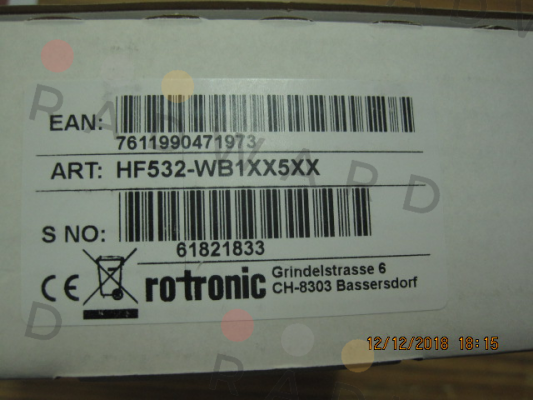 EAN:
7611990471973
ART: HF532-WB1XX5XX
S NO:
61821833
CE rotronic Grindelstrasse 6
CH-8303 Bassersdorf
12/12/2018 18:15
RADWARD